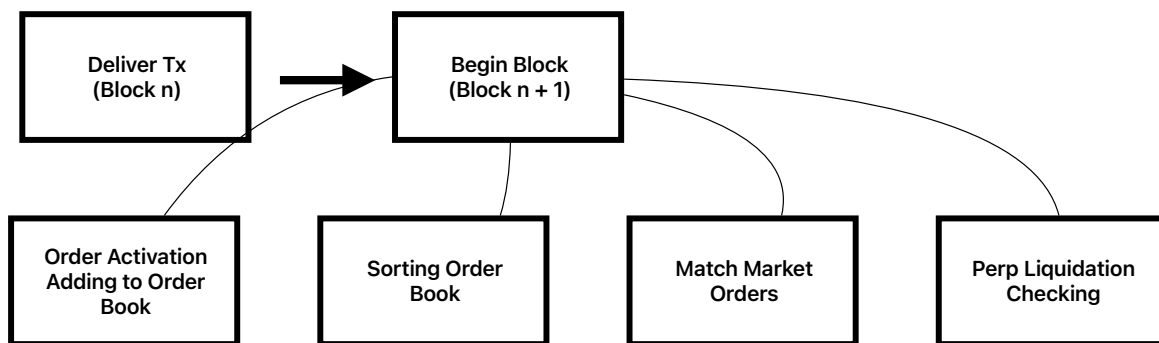 Deliver Tx
(Block n)
Begin Block
(Block n + 1)
Order Activation
Adding to Order
Book
Sorting Order
Book
Match Market
Orders
Perp Liquidation
Checking